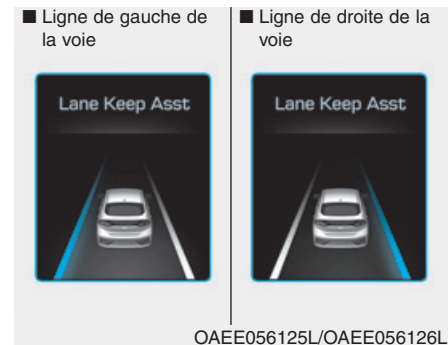 ■ Ligne de gauche de
la voie
■ Ligne de droite de la
voie
Lane Keep Asst
Lane Keep Asst
OAEE056125L/OAEE056126L